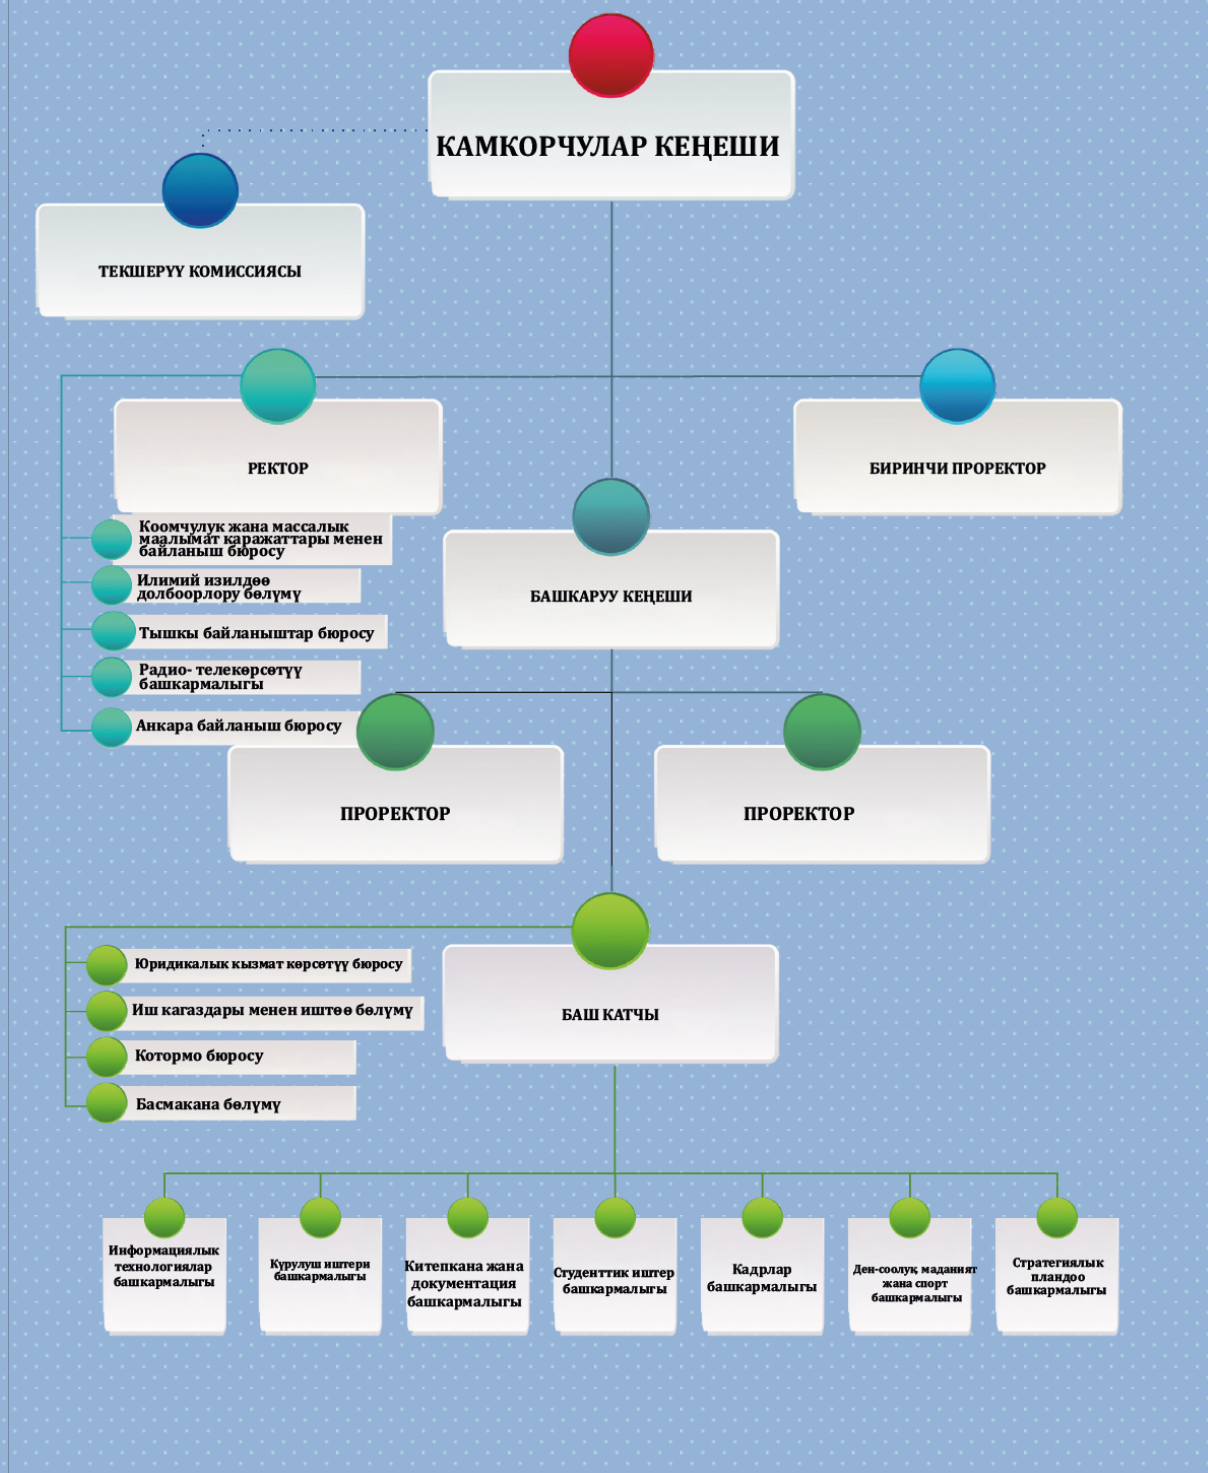 КАМКОРЧУЛАР КЕҢЕШИ
ТЕКШЕРҮҮ КОМИССИЯСЫ
РЕКТОР
БИРИНЧИ ПРОРЕКТОР
Коомчулук жана массалык
маалымат каражаттары менен
байланыш бюросу
Илимий изилдөө
долбоорлору бөлүмү
Тышкы байланыштар бюросу
Радио- телекөрсөтүү
башкармалыгы
Анкара байланыш бюросу
БАШКАРУУ КЕҢЕШИ
ПРОРЕКТОР
ПРОРЕКТОР
Юридикалык кызмат көрсөтүү бюросу
Иш кагаздары менен иштөө бөлүмү
Котормо бюросу
Басмакана бөлүмү
БАШ КАТЧЫ
Информациялык
технологиялар
башкармалыгы
Курулуш иштери
башкармалыгы
Китепкана жана
документация
башкармалыгы
Студенттик иштер
башкармалыгы
Кадрлар
башкармалыгы
Ден-соолук, маданият
жана спорт
башкармалыгы
Стратегиялык
пландоо
башкармалыгы